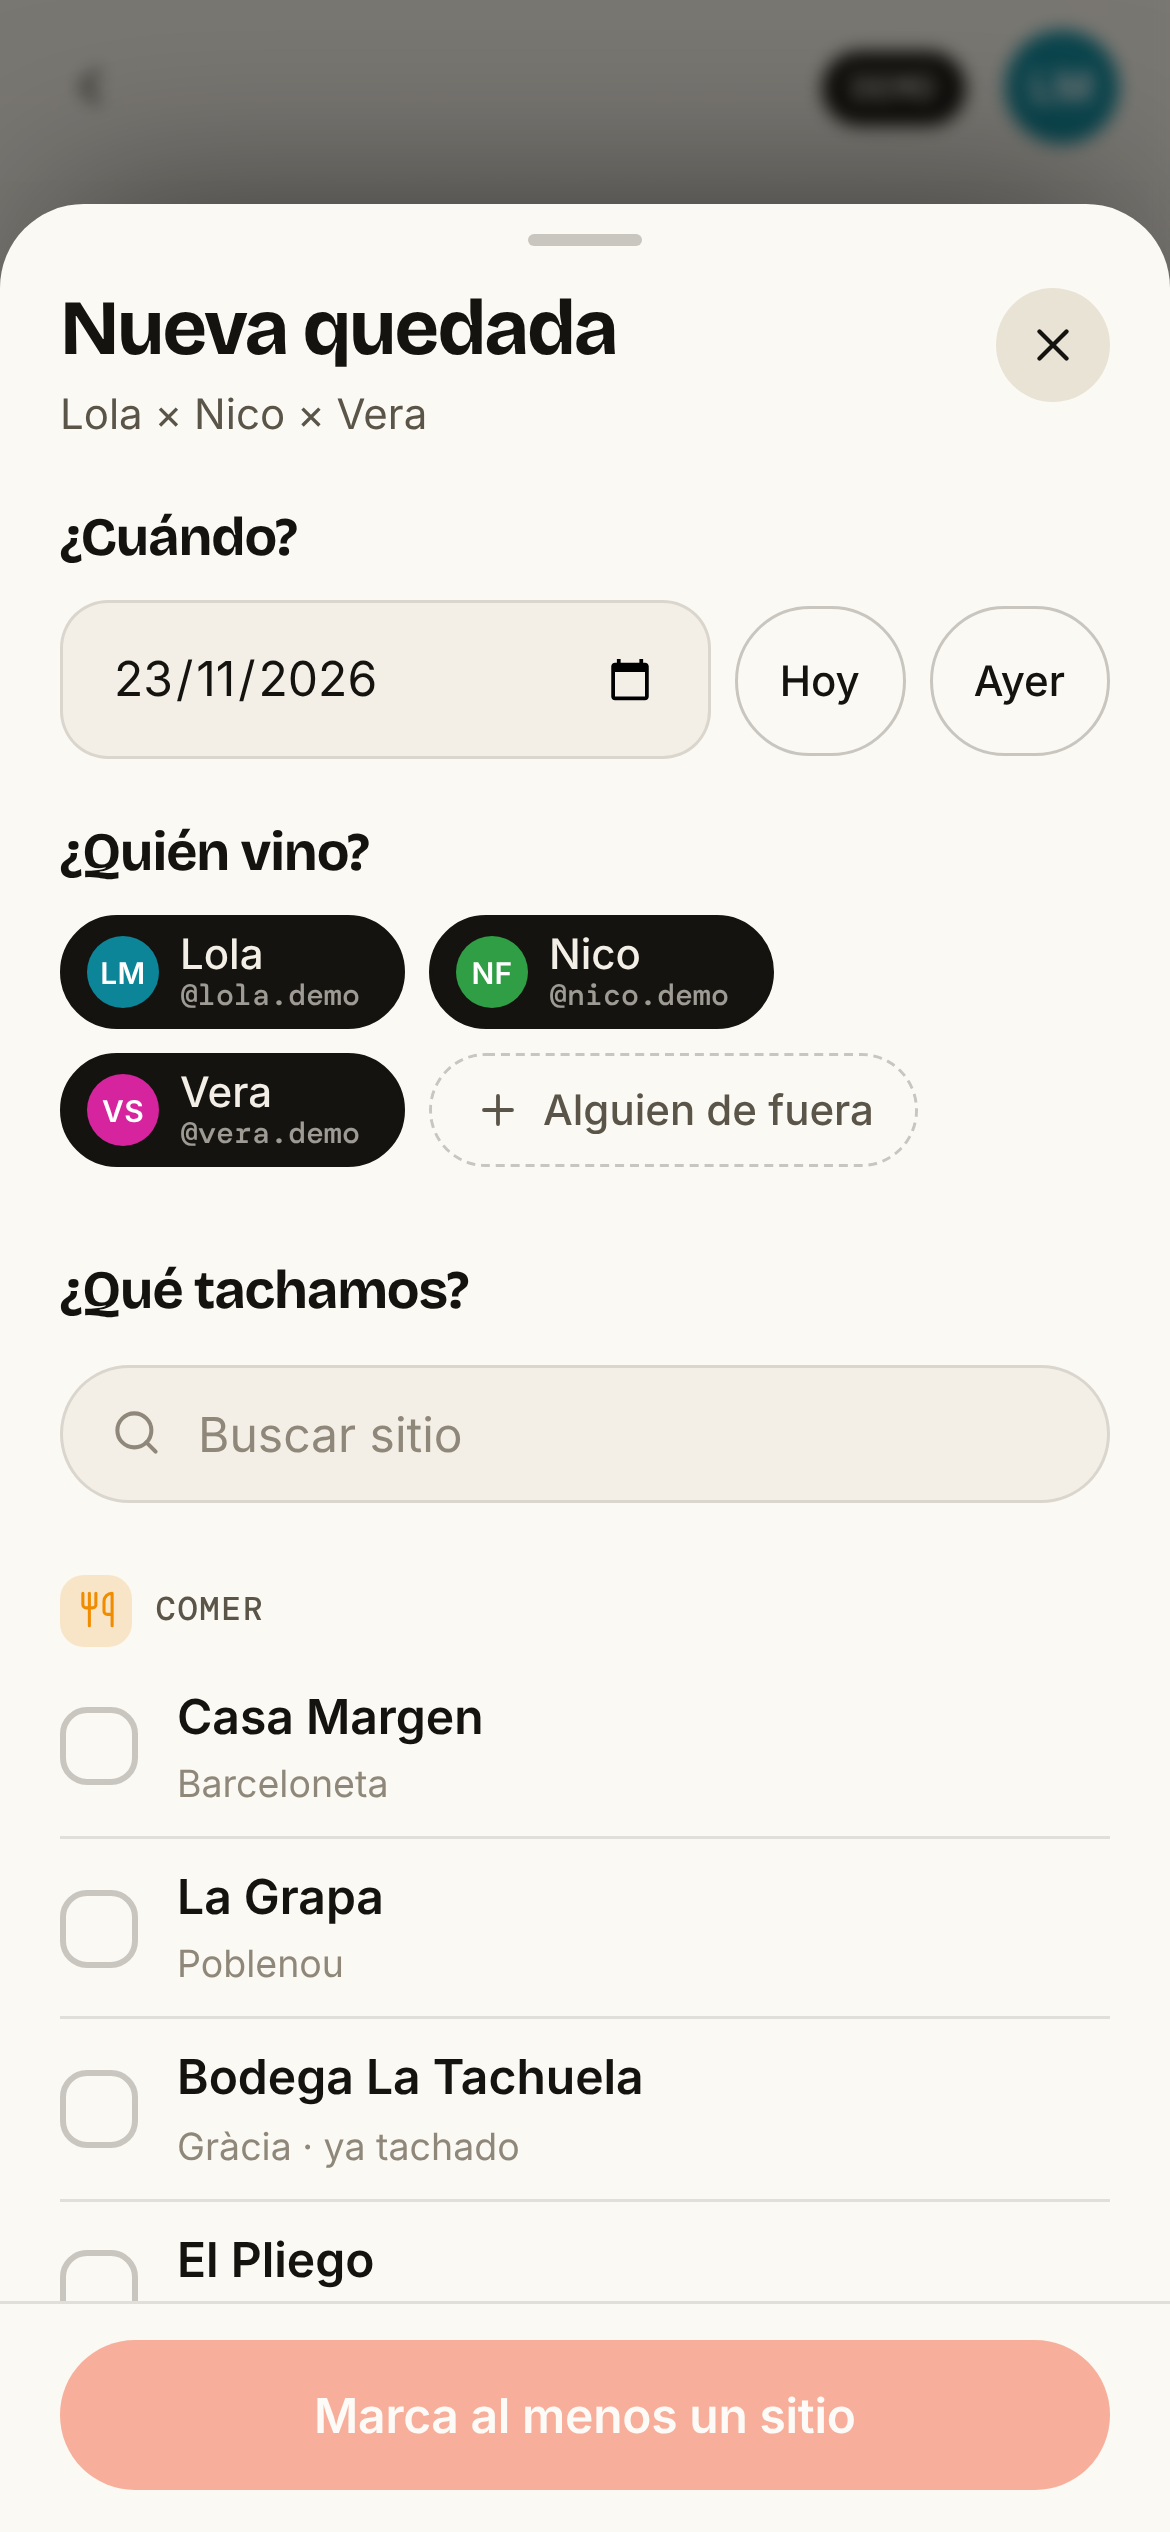 Nueva quedada
Lola × Nico × Vera
¿Cuándo?
23/11/2026
Hoy
Ayer
¿Quién vino?
LM
Lola
@lola.demo
NF
Nico
@nico.demo
VS
Vera
@vera.demo
+ Alguien de fuera
¿Qué tachamos?
Buscar sitio
COMER
Casa Margen
Barceloneta
La Grapa
Poblenou
Bodega La Tachuela
Gràcia · ya tachado
El Pliego
Marca al menos un sitio